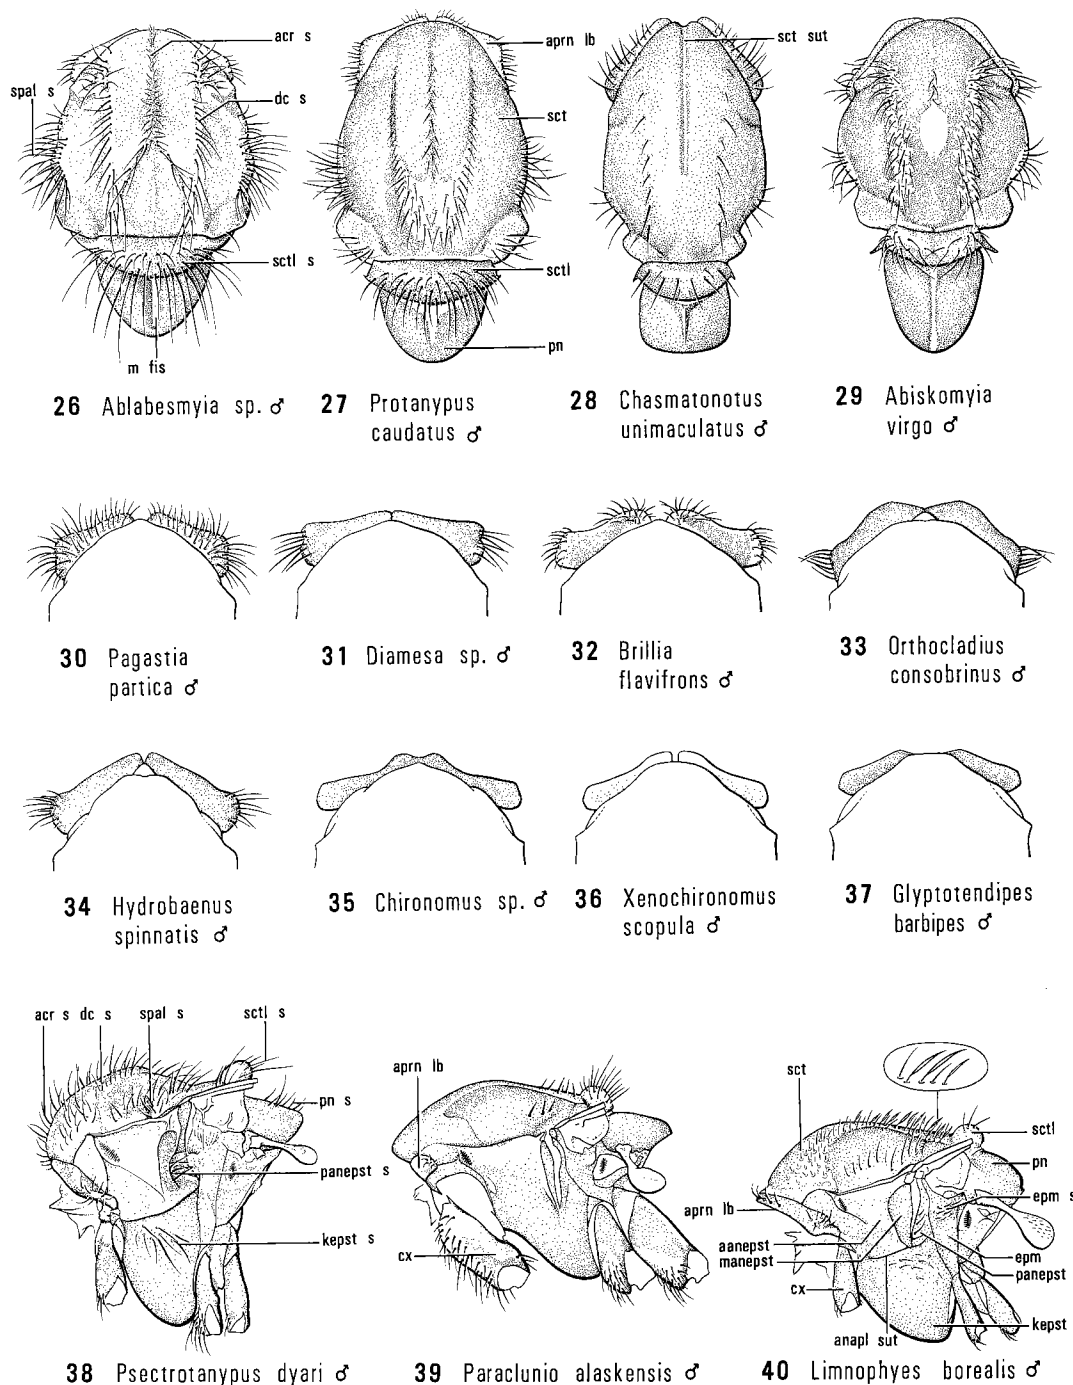 acr s
spal s
dc s
sctl s
m fis
aprn lb
sct
sctl
pn
sct sut
26 Ablabesmyia sp. ♂
27 Protanypus
caudatus ♂
28 Chasmatonotus
unimaculatus ♂
29 Abiskomyia
virgo ♂
30 Pagastia
partica ♂
31 Diamesa sp. ♂
32 Brillia
flavifrons ♂
33 Orthocladius
consobrinus ♂
34 Hydrobaenus
spinnatis ♂
35 Chironomus sp. ♂
36 Xenochironomus
scopula ♂
37 Glyptotendipes
barbipes ♂
acr s dc s spal s sctl s
pn s
panepst s
kepst s
aprn lb
cx
sct
sctl
pn
epm s
aprn lb
aanepst
manepst
epm
panepst
cx
kepst
anapl sut
38 Psectrotanypus dyari ♂
39 Paraclunio alaskensis ♂
40 Limnophyes borealis ♂